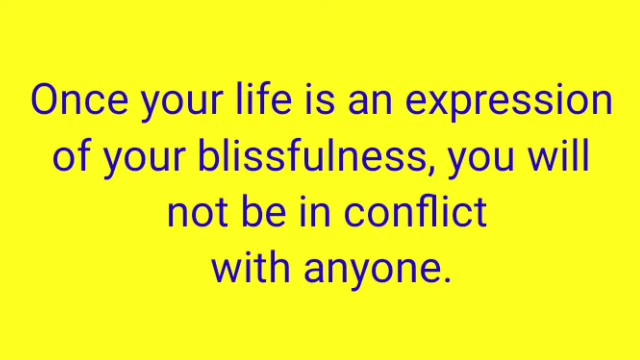 Once your life is an expression
of your blissfulness, you will
not be in conflict
with anyone.